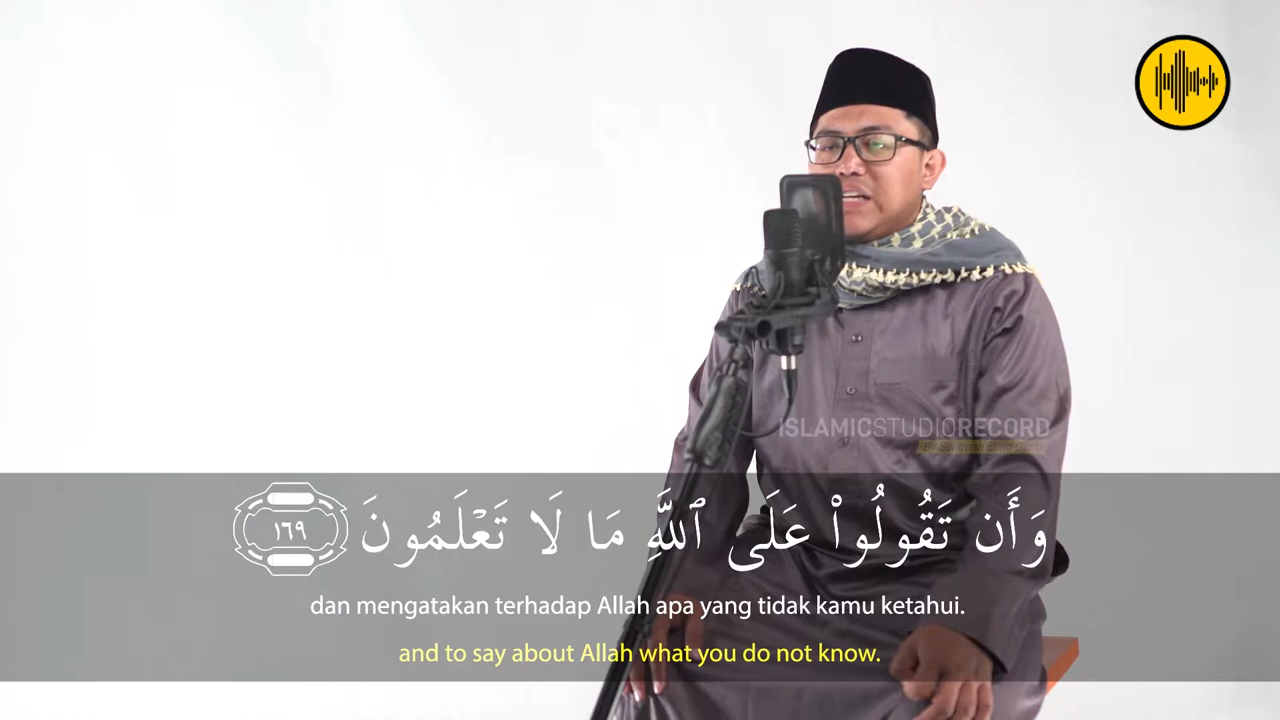 ISLAMICSTUDIORECORD
وَأَن تَقُولُوا۟ عَلَى ٱللَّهِ مَا لَا تَعْلَمُونَ ١٦٩
dan mengatakan terhadap Allah apa yang tidak kamu ketahui.
and to say about Allah what you do not know.